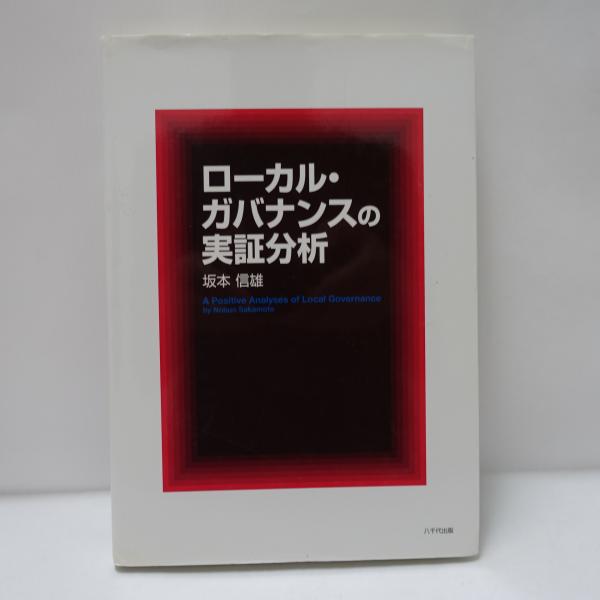 ローカル・
ガバナンスの
実証分析
坂本 信雄
A Positive Analyses of Local Governance
by Nobuo Sakamoto
八千代出版